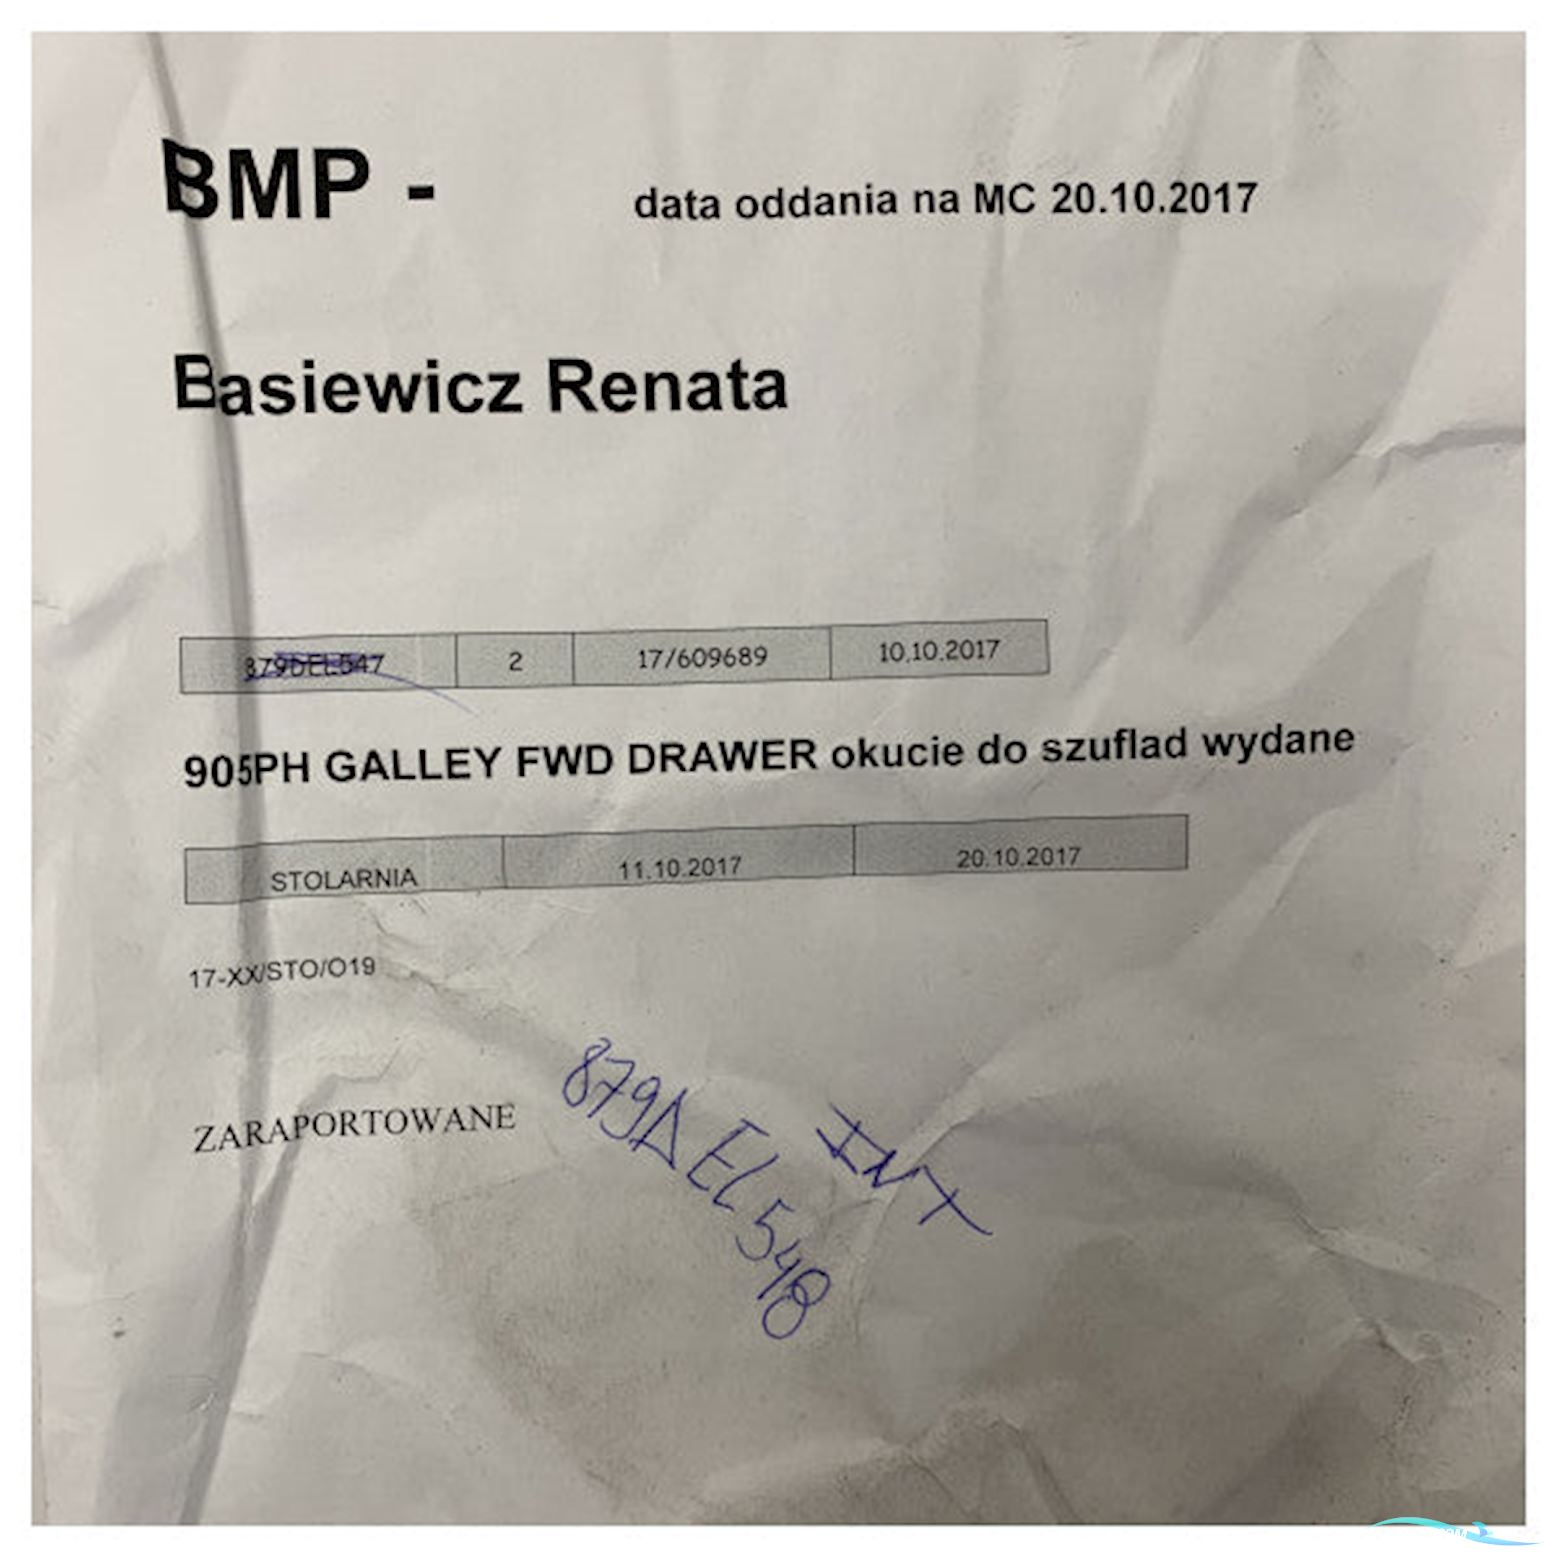 BMP -
data oddania na MC 20.10.2017
Basiewicz Renata
879DEL547 2 17/609689 10.10.2017
905PH GALLEY FWD DRAWER okucie do szuflad wydane
STOLARNIA 11.10.2017 20.10.2017
17-XX/STO/O19
ZARAPORTOWANE
879DEL548
INT